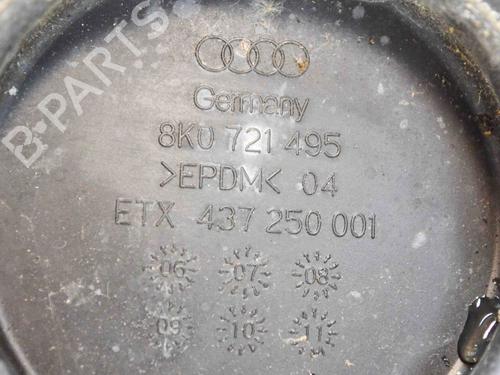 B-PARTS
Germany
8K0 721 495
>EPDM< 04
ETX 437 250 001
06 07 08
09 10 11